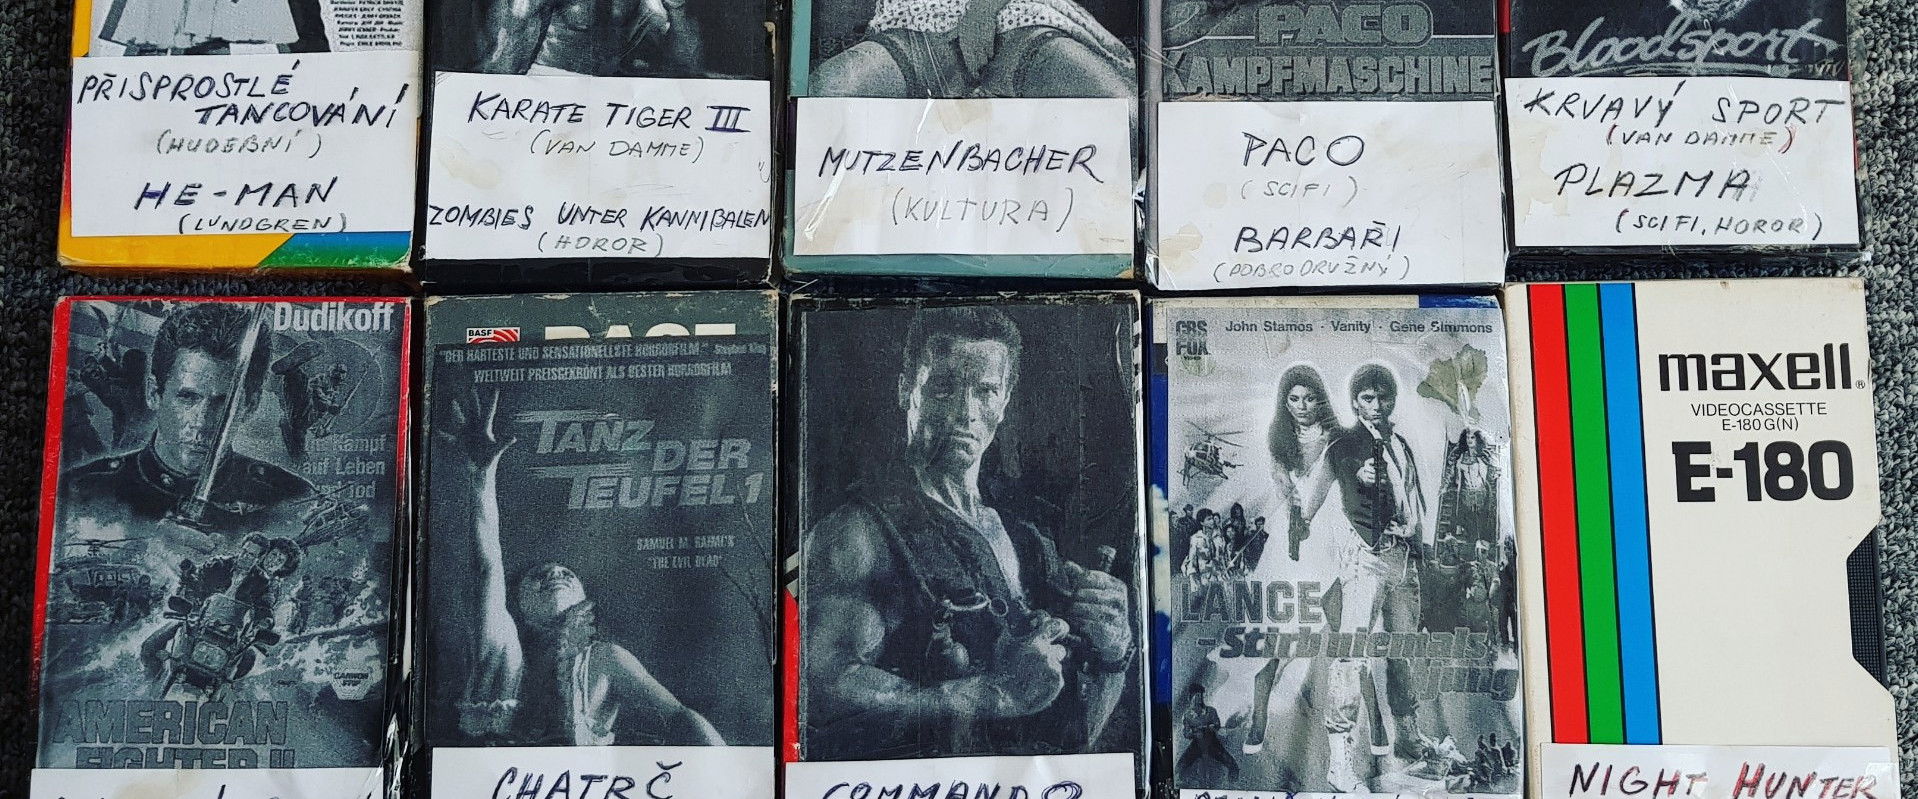 PŘISPROSTLÉ
TANCOVÁNÍ
(HUDEBNÍ)
HE-MAN
(LUNDGREN)
KARATE TIGER III
(VAN DAMME)
ZOMBIES UNTER KANNIBALEN
(HOROR)
MUTZENBACHER
(KULTURA)
PACO
KAMPFMASCHINE
PACO
(SCIFI)
BARBAŘI
(DOBRODRUŽNÝ)
Bloodsport
KRVAVÝ SPORT
(VAN DAMME)
PLAZMA
(SCIFI, HOROR)
Dudikoff
Im Kampf
auf Leben
und Tod
AMERICAN
FIGHTER II
BASF
BASF
"DER HÄRTESTE UND SENSATIONELLSTE HORRORFILM" Stephen King
WELTWEIT PREISGEKRÖNT ALS BESTER HORRORFILM
TANZ
DER
TEUFEL 1
SAMUEL M. RAIMI'S
"THE EVIL DEAD"
CHATRČ
COMMANDO
CBS
FOX
John Stamos · Vanity · Gene Simmons
LANCE
-Stirb niemals
jung
maxell®
VIDEOCASSETTE
E-180G(N)
E-180
NIGHT HUNTER